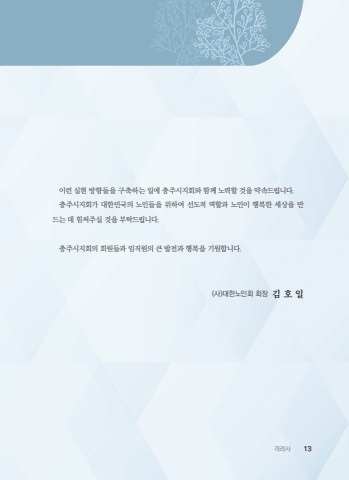 이런 실현 방향들을 구축하는 일에 충주시지회와 함께 노력할 것을 약속드립니다.
충주시지회가 대한민국의 노인들을 위하여 선도적 역할과 노인이 행복한 세상을 만
드는 데 힘써주실 것을 부탁드립니다.
충주시지회의 회원들과 임직원의 큰 발전과 행복을 기원합니다.
(사)대한노인회 회장 김 호 일
격려사 13